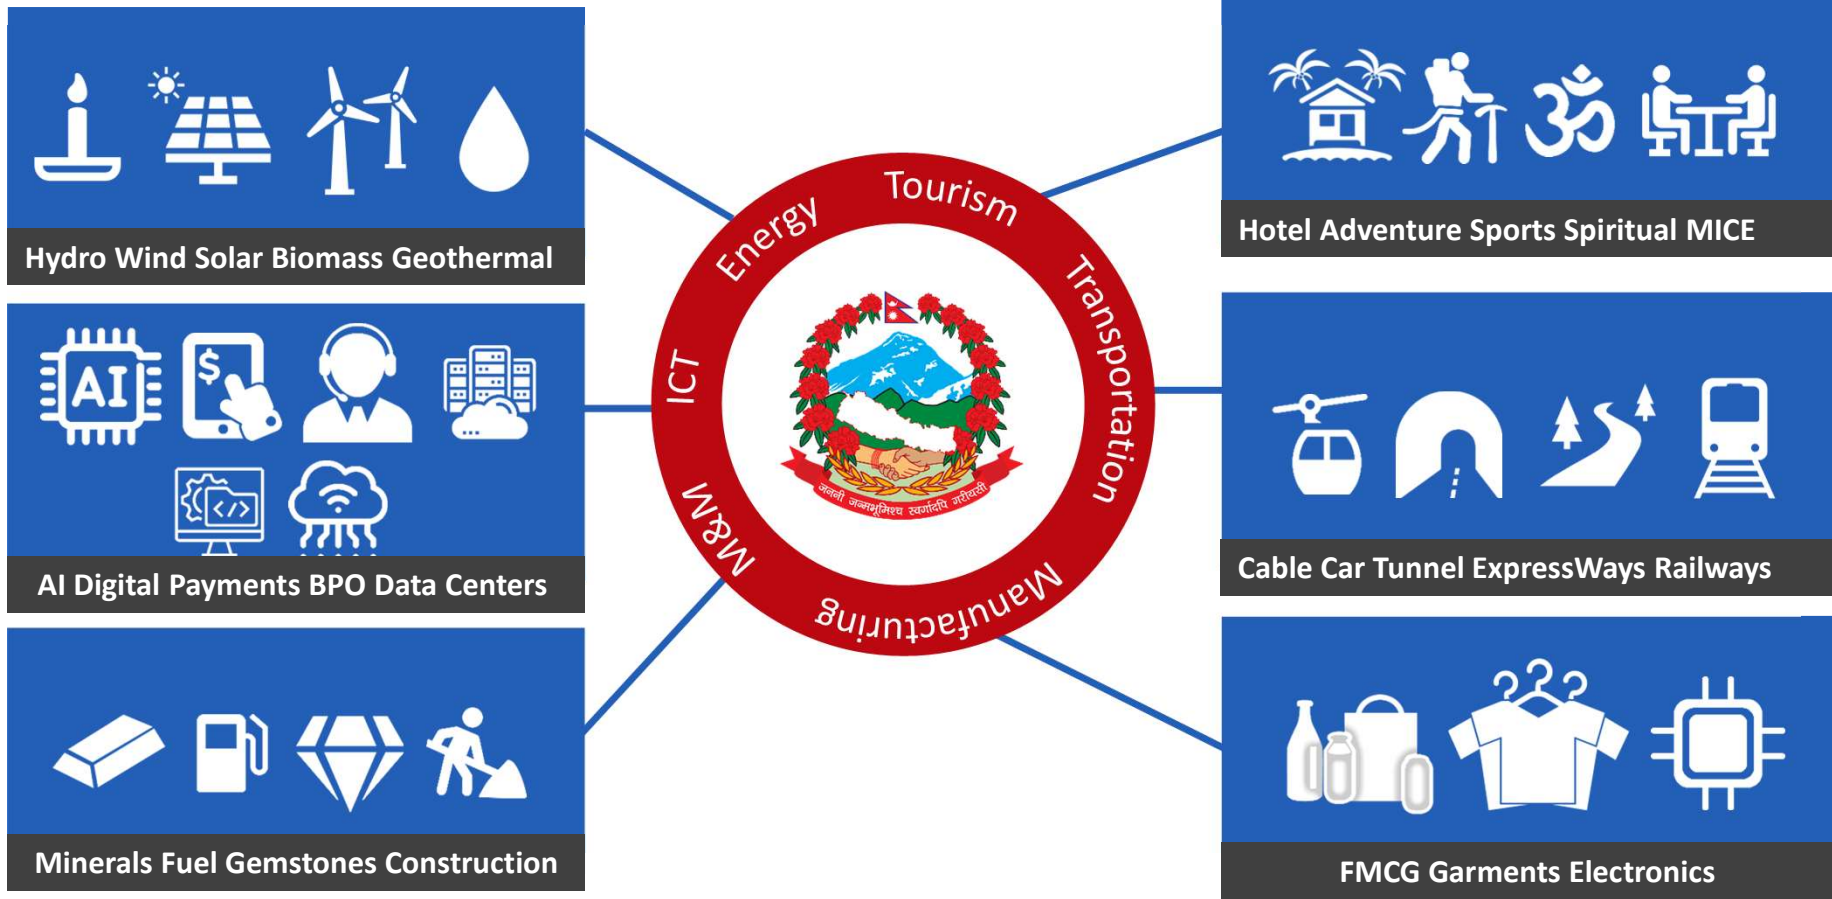 Hydro Wind Solar Biomass Geothermal
AI
$
</>
AI Digital Payments BPO Data Centers
Minerals Fuel Gemstones Construction
Energy
Tourism
Transportation
Manufacturing
M&M
ICT
जननी जन्मभूमिश्च स्वर्गादपि गरीयसी
ॐ
Hotel Adventure Sports Spiritual MICE
Cable Car Tunnel ExpressWays Railways
FMCG Garments Electronics